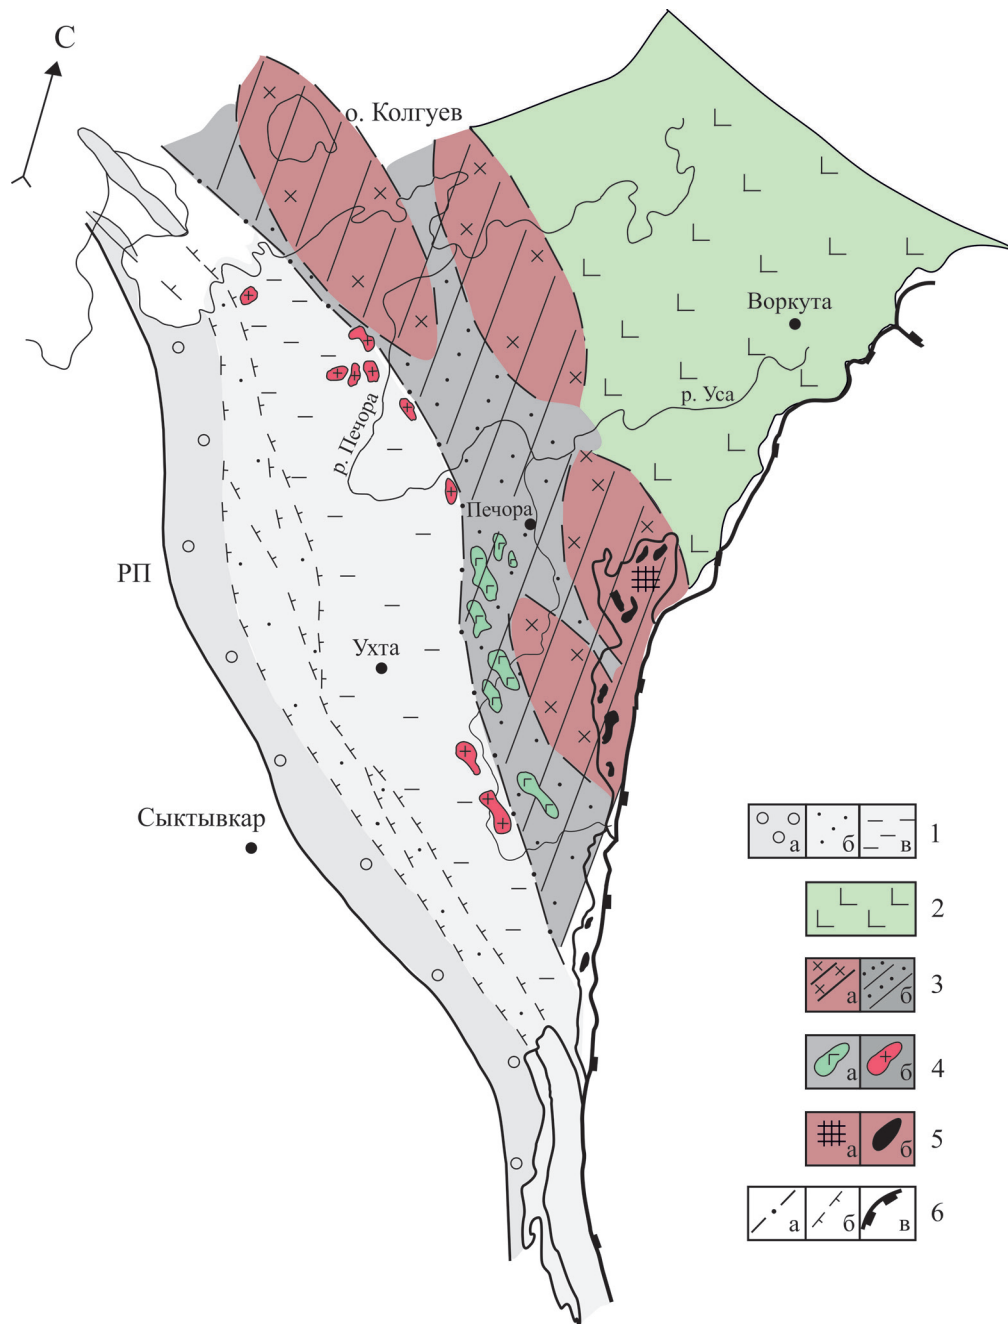 С
о. Колгуев
Воркута
р. Уса
р. Печора
Печора
РП
Ухта
Сыктывкар
а б в 1
2
а б 3
а б 4
а б 5
а б в 6